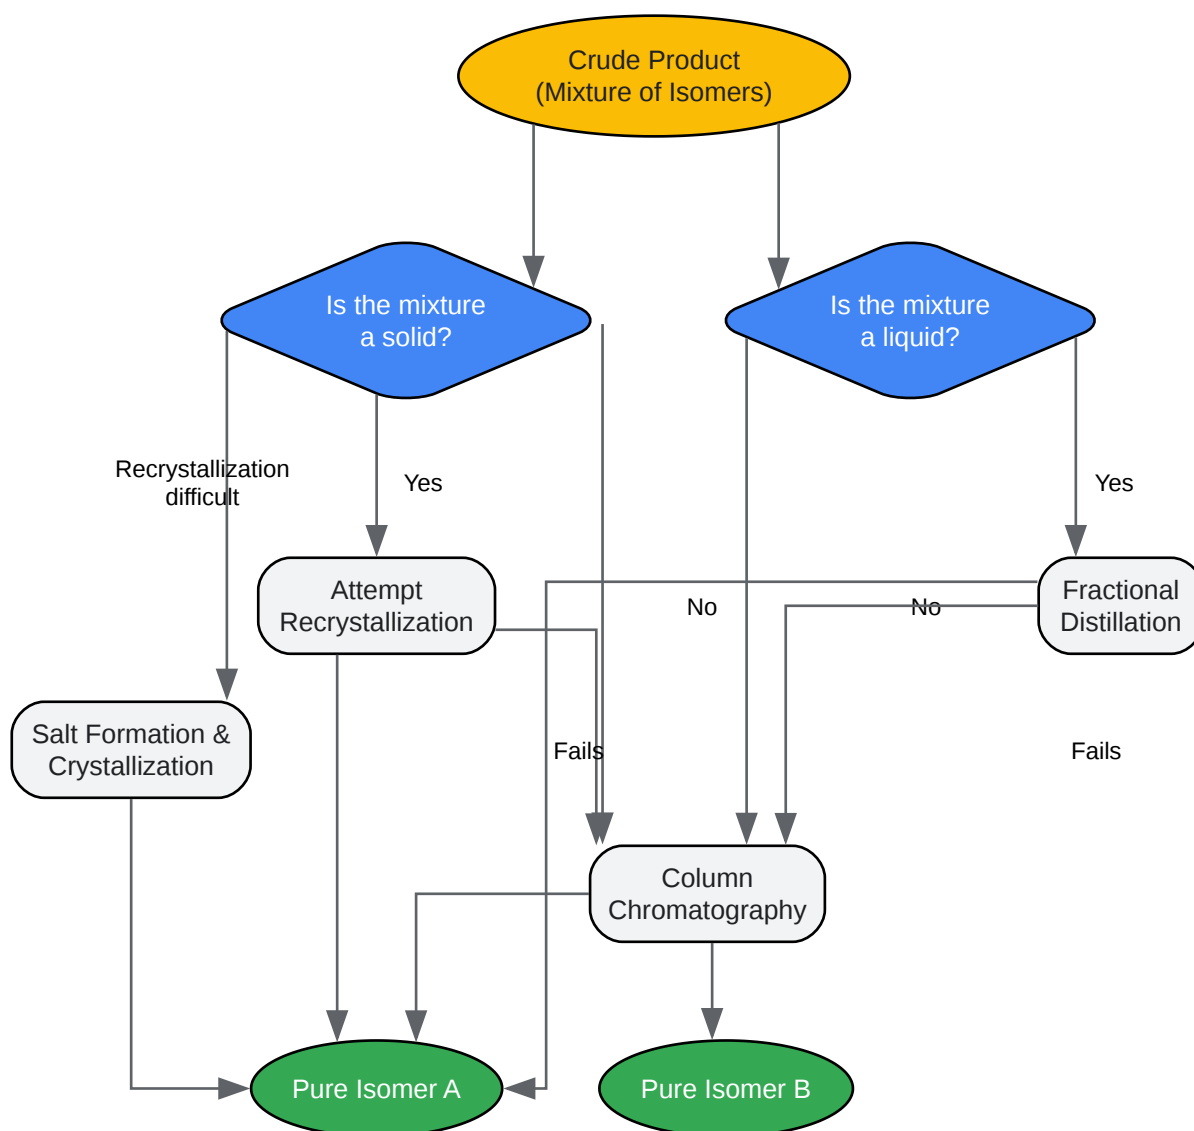 Crude Product
(Mixture of Isomers)
Is the mixture
a solid?
Is the mixture
a liquid?
Recrystallization
difficult
Yes
Yes
Attempt
Recrystallization
No
No
Fractional
Distillation
Salt Formation &
Crystallization
Fails
Fails
Column
Chromatography
Pure Isomer A
Pure Isomer B